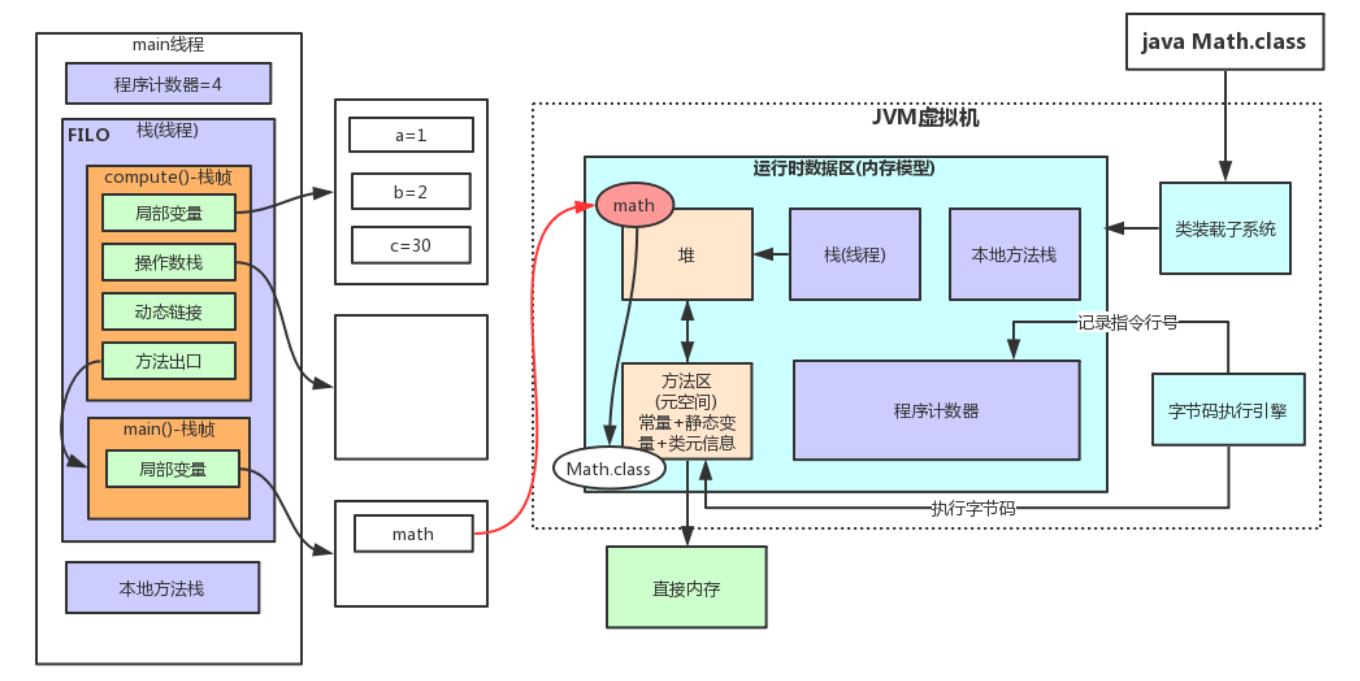 main线程
程序计数器=4
FILO
栈(线程)
compute()-栈帧
局部变量
操作数栈
动态链接
方法出口
main()-栈帧
局部变量
本地方法栈
a=1
b=2
c=30
math
java Math.class
JVM虚拟机
运行时数据区(内存模型)
math
堆
栈(线程)
本地方法栈
类装载子系统
记录指令行号
方法区
(元空间)
常量+静态变
量+类元信息
程序计数器
字节码执行引擎
Math.class
执行字节码
直接内存